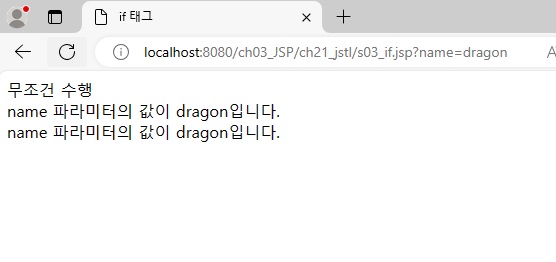 if 태그
localhost:8080/ch03_JSP/ch21_jstl/s03_if.jsp?name=dragon
무조건 수행
name 파라미터의 값이 dragon입니다.
name 파라미터의 값이 dragon입니다.